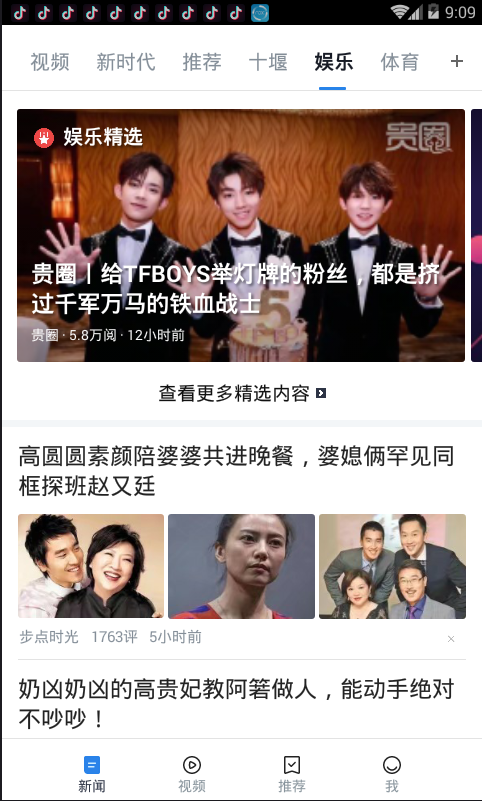 9:09
视频 新时代 推荐 十堰 娱乐 体育 +
娱乐精选
贵圈
贵圈丨给TFBOYS举灯牌的粉丝，都是挤
过千军万马的铁血战士
贵圈 · 5.8万阅 · 12小时前
查看更多精选内容
高圆圆素颜陪婆婆共进晚餐，婆媳俩罕见同
框探班赵又廷
步点时光 1763评 5小时前
奶凶奶凶的高贵妃教阿箬做人，能动手绝对
不吵吵！
新闻 视频 推荐 我